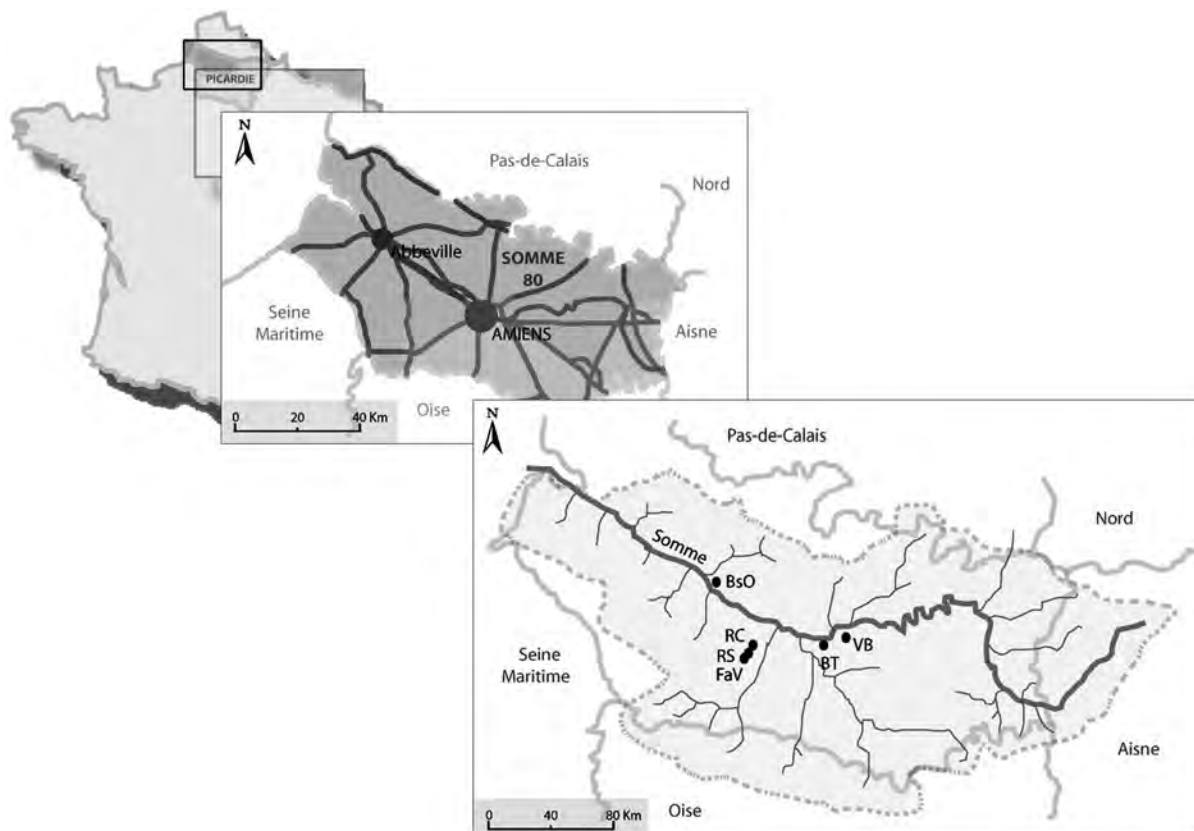 PICARDIE
N
Pas-de-Calais
Nord
Abbeville
SOMME
80
Seine
Maritime
AMIENS
Aisne
Oise
0 20 40 Km
N
Pas-de-Calais
Nord
Somme
BsO
RC
RS
FaV
BT
VB
Seine
Maritime
Aisne
Oise
0 40 80 Km